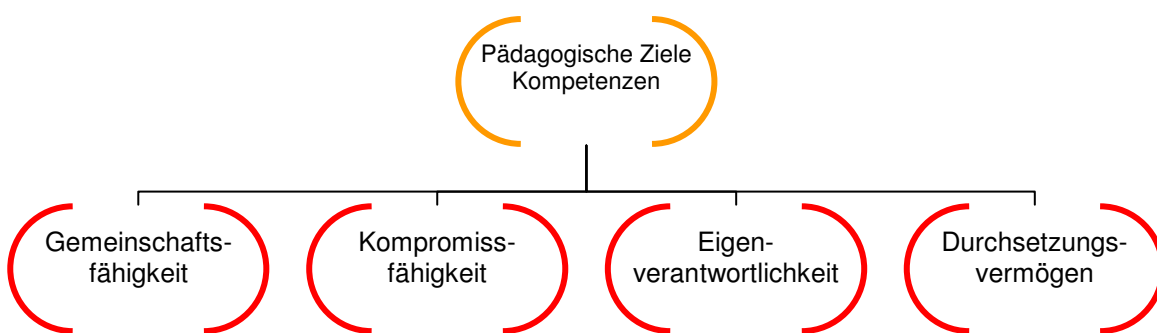 Pädagogische Ziele
Kompetenzen
Gemeinschafts-
fähigkeit
Kompromiss-
fähigkeit
Eigen-
verantwortlichkeit
Durchsetzungs-
vermögen